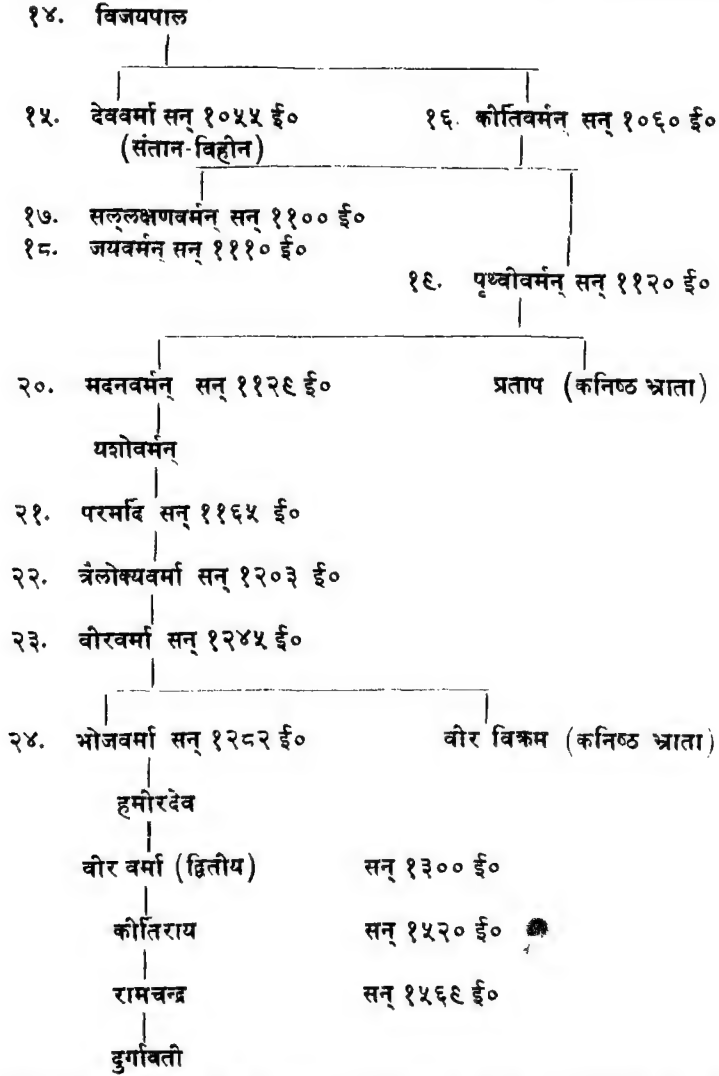 १४. विजयपाल
१५. देववर्मा सन् १०५५ ई० १६. कीर्तिवर्मन् सन् १०६० ई०
(संतान-विहीन)
१७. सल्लक्षणवर्मन् सन् ११०० ई०
१८. जयवर्मन् सन् १११० ई०
१९. पृथ्वीवर्मन् सन् ११२० ई०
२०. मदनवर्मन् सन् ११२९ ई० प्रताप (कनिष्ठ भ्राता)
यशोवर्मन्
२१. परमर्दि सन् ११६५ ई०
२२. त्रैलोक्यवर्मा सन् १२०३ ई०
२३. वीरवर्मा सन् १२४५ ई०
२४. भोजवर्मा सन् १२८२ ई० वीर विक्रम (कनिष्ठ भ्राता)
हमीरदेव
वीर वर्मा (द्वितीय) सन् १३०० ई०
कीर्तिराय सन् १५२० ई०
रामचन्द्र सन् १५६९ ई०
दुर्गावती